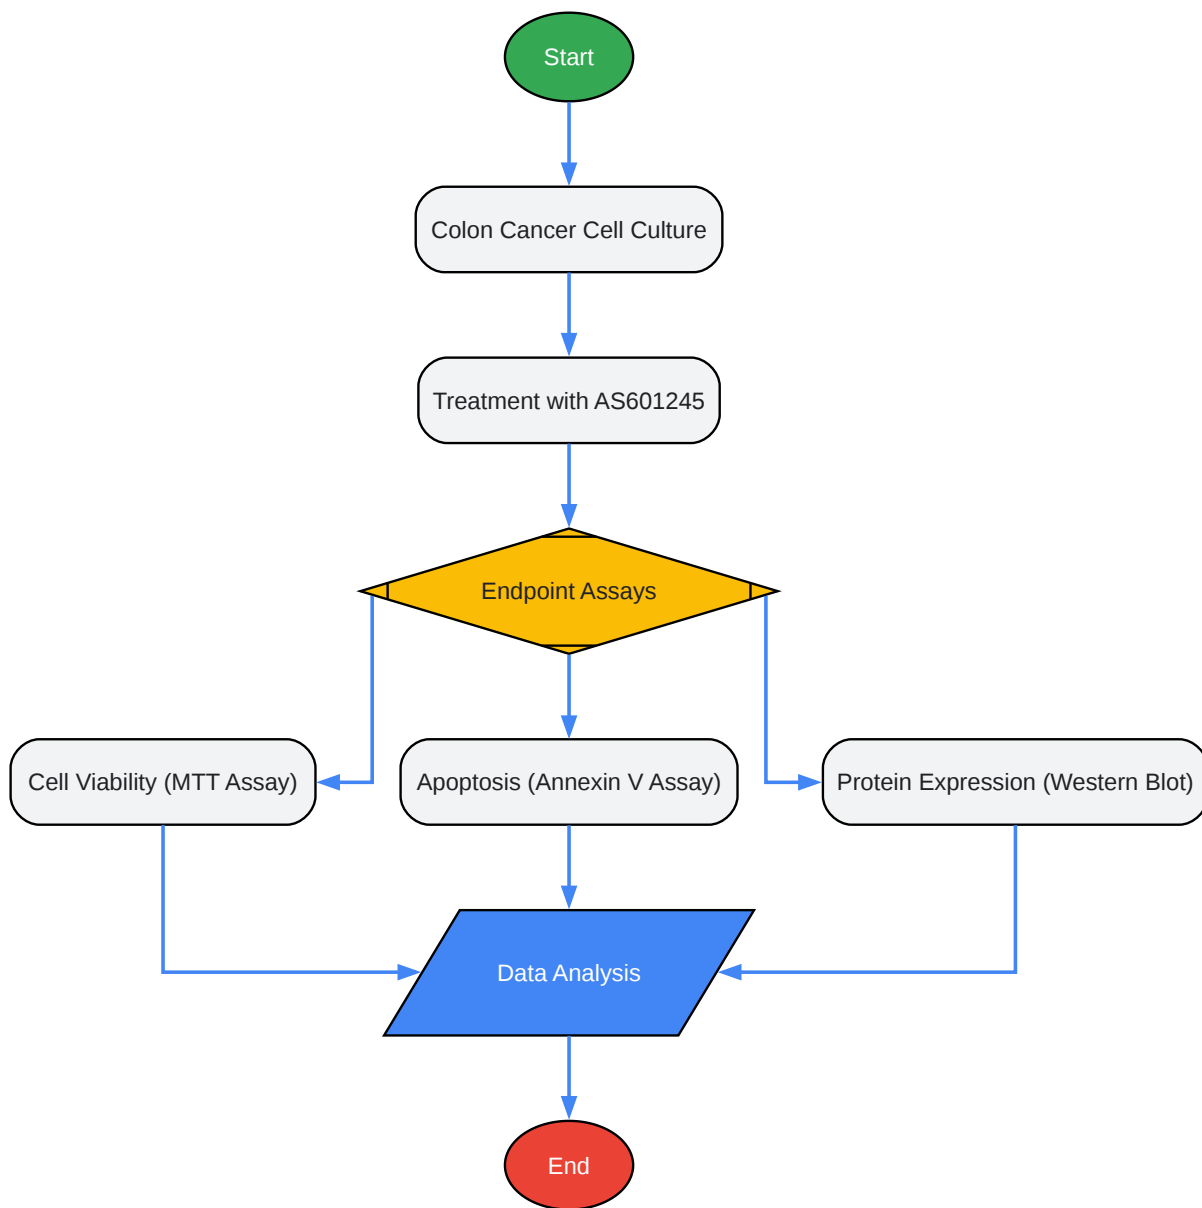 Start
Colon Cancer Cell Culture
Treatment with AS601245
Endpoint Assays
Cell Viability (MTT Assay)
Apoptosis (Annexin V Assay)
Protein Expression (Western Blot)
Data Analysis
End